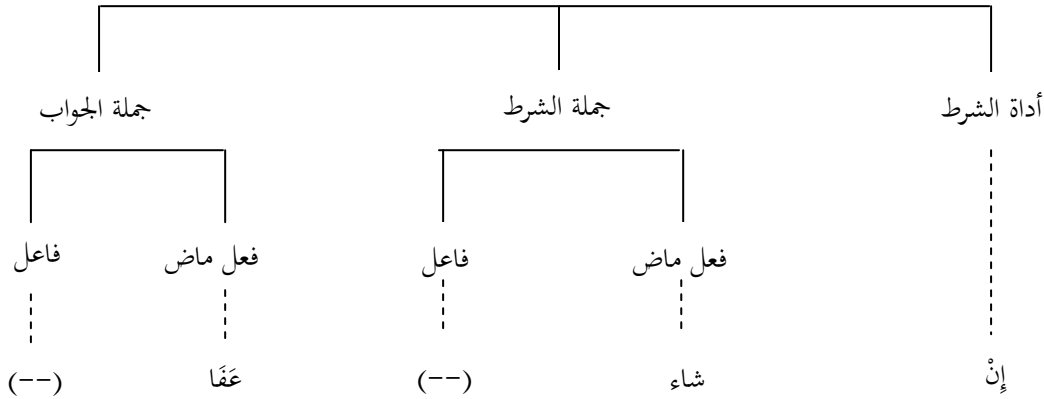 أداة الشرط جملة الشرط جملة الجواب
فعل ماض فاعل فعل ماض فاعل
إِنْ شاء (--) عَفَا (--)